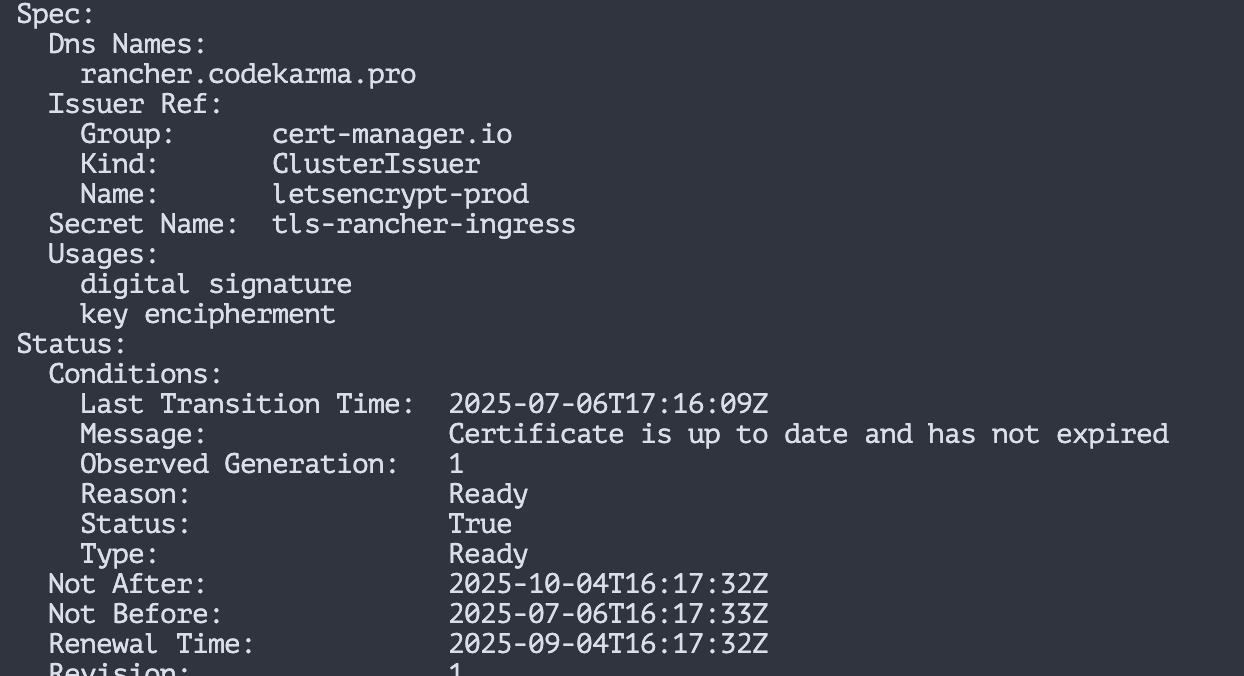 Spec:
  Dns Names:
    rancher.codekarma.pro
  Issuer Ref:
    Group:      cert-manager.io
    Kind:       ClusterIssuer
    Name:       letsencrypt-prod
  Secret Name:  tls-rancher-ingress
  Usages:
    digital signature
    key encipherment
Status:
  Conditions:
    Last Transition Time:  2025-07-06T17:16:09Z
    Message:               Certificate is up to date and has not expired
    Observed Generation:   1
    Reason:                Ready
    Status:                True
    Type:                  Ready
  Not After:               2025-10-04T16:17:32Z
  Not Before:              2025-07-06T16:17:33Z
  Renewal Time:            2025-09-04T16:17:32Z
  Revision:                1